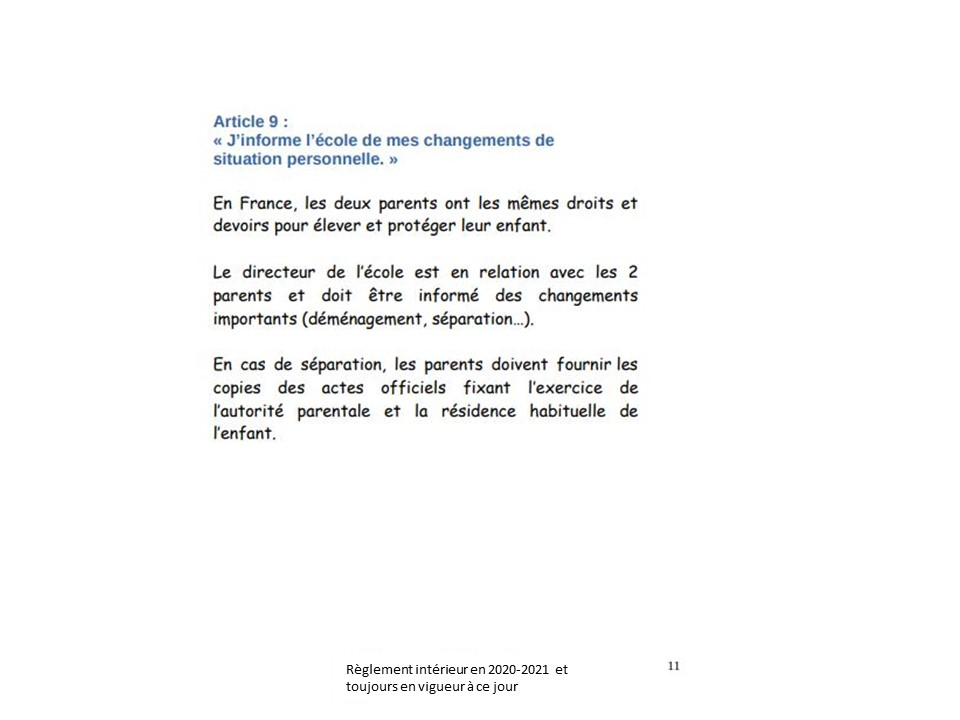 Article 9 :
« J’informe l’école de mes changements de
situation personnelle. »
En France, les deux parents ont les mêmes droits et
devoirs pour élever et protéger leur enfant.
Le directeur de l’école est en relation avec les 2
parents et doit être informé des changements
importants (déménagement, séparation…).
En cas de séparation, les parents doivent fournir les
copies des actes officiels fixant l’exercice de
l’autorité parentale et la résidence habituelle de
l’enfant.
Règlement intérieur en 2020-2021 et
toujours en vigueur à ce jour
11